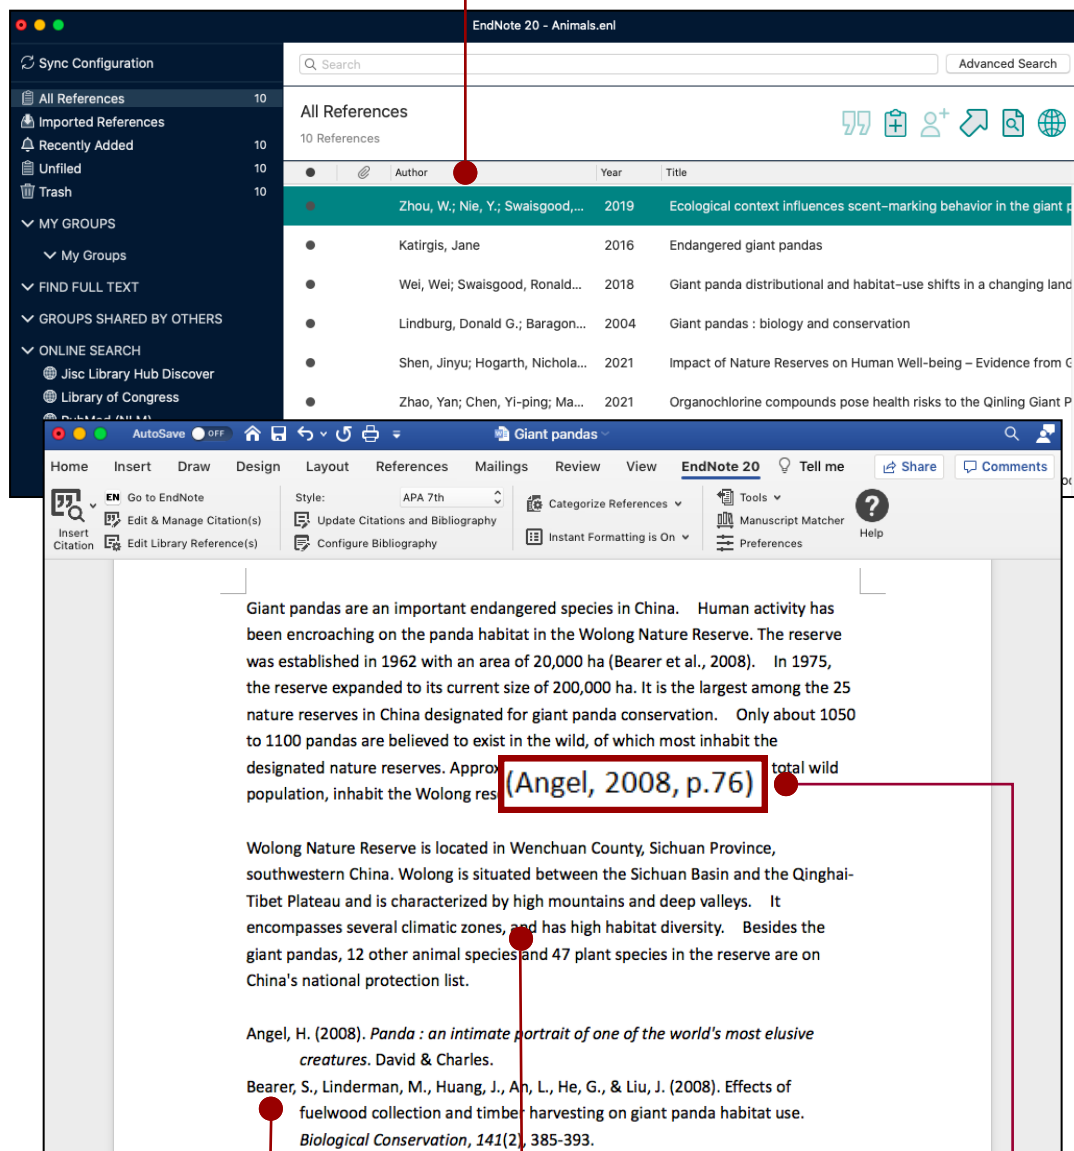 EndNote 20 - Animals.enl
Sync Configuration
Search
Advanced Search
All References 10
Imported References
Recently Added 10
Unfiled 10
Trash 10
MY GROUPS
My Groups
FIND FULL TEXT
GROUPS SHARED BY OTHERS
ONLINE SEARCH
Jisc Library Hub Discover
Library of Congress
PubMed (NLM)
All References
10 References
Author Year Title
Zhou, W.; Nie, Y.; Swaisgood,... 2019 Ecological context influences scent-marking behavior in the giant p
Katirgis, Jane 2016 Endangered giant pandas
Wei, Wei; Swaisgood, Ronald... 2018 Giant panda distributional and habitat-use shifts in a changing land
Lindburg, Donald G.; Baragon... 2004 Giant pandas : biology and conservation
Shen, Jinyu; Hogarth, Nichola... 2021 Impact of Nature Reserves on Human Well-being – Evidence from G
Zhao, Yan; Chen, Yi-ping; Ma... 2021 Organochlorine compounds pose health risks to the Qinling Giant P
AutoSave OFF Giant pandas
Home Insert Draw Design Layout References Mailings Review View EndNote 20 Tell me Share Comments
Insert Citation
EN Go to EndNote
Edit & Manage Citation(s)
Edit Library Reference(s)
Style: APA 7th
Update Citations and Bibliography
Configure Bibliography
Categorize References
Instant Formatting is On
Tools
Manuscript Matcher
Preferences
? Help
Giant pandas are an important endangered species in China. Human activity has
been encroaching on the panda habitat in the Wolong Nature Reserve. The reserve
was established in 1962 with an area of 20,000 ha (Bearer et al., 2008). In 1975,
the reserve expanded to its current size of 200,000 ha. It is the largest among the 25
nature reserves in China designated for giant panda conservation. Only about 1050
to 1100 pandas are believed to exist in the wild, of which most inhabit the
designated nature reserves. Approx total wild
population, inhabit the Wolong res
(Angel, 2008, p.76)
Wolong Nature Reserve is located in Wenchuan County, Sichuan Province,
southwestern China. Wolong is situated between the Sichuan Basin and the Qinghai-
Tibet Plateau and is characterized by high mountains and deep valleys. It
encompasses several climatic zones, and has high habitat diversity. Besides the
giant pandas, 12 other animal species and 47 plant species in the reserve are on
China's national protection list.
Angel, H. (2008). Panda : an intimate portrait of one of the world's most elusive
creatures. David & Charles.
Bearer, S., Linderman, M., Huang, J., An, L., He, G., & Liu, J. (2008). Effects of
fuelwood collection and timber harvesting on giant panda habitat use.
Biological Conservation, 141(2), 385-393.